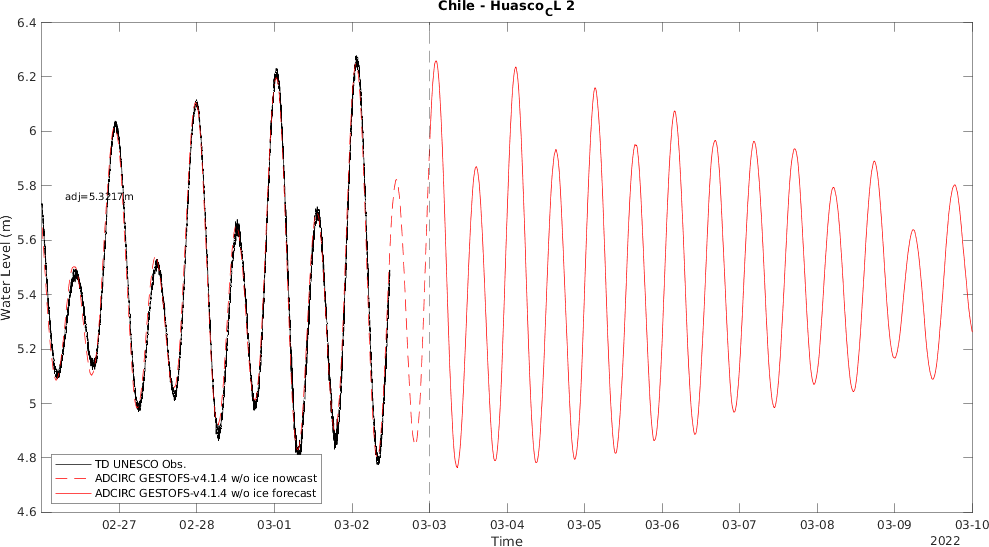 Chile - HuascoCL 2
6.4
6.2
6
5.8
5.6
5.4
5.2
5
4.8
4.6
Water Level (m)
adj=5.3217m
TD UNESCO Obs.
ADCIRC GESTOFS-v4.1.4 w/o ice nowcast
ADCIRC GESTOFS-v4.1.4 w/o ice forecast
02-27 02-28 03-01 03-02 03-03 03-04 03-05 03-06 03-07 03-08 03-09 03-10
Time
2022